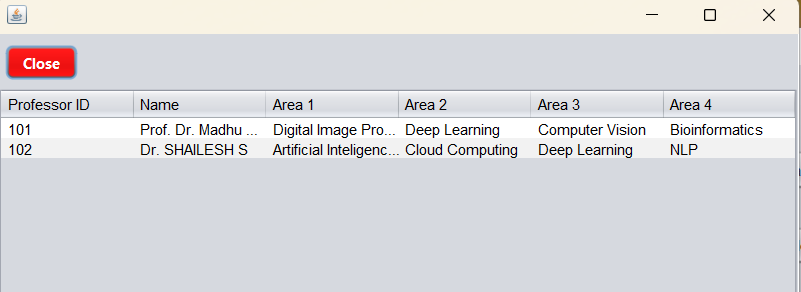 Close
Professor ID Name Area 1 Area 2 Area 3 Area 4
101 Prof. Dr. Madhu ... Digital Image Pro... Deep Learning Computer Vision Bioinformatics
102 Dr. SHAILESH S Artificial Inteligenc... Cloud Computing Deep Learning NLP